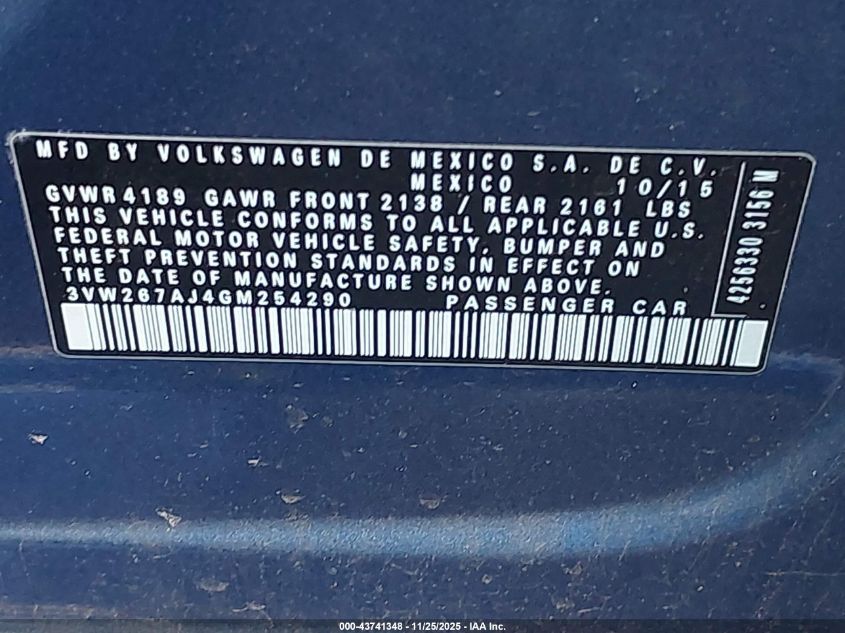 MFD BY VOLKSWAGEN DE MEXICO S.A. DE C.V.
MEXICO 10/15
GVWR 4189 GAWR FRONT 2138 / REAR 2161 LBS
THIS VEHICLE CONFORMS TO ALL APPLICABLE U.S.
FEDERAL MOTOR VEHICLE SAFETY, BUMPER AND
THEFT PREVENTION STANDARDS IN EFFECT ON
THE DATE OF MANUFACTURE SHOWN ABOVE.
3VW267AJ4GM254290 PASSENGER CAR
4256330 3156 M
000-43741348 - 11/25/2025 - IAA Inc.